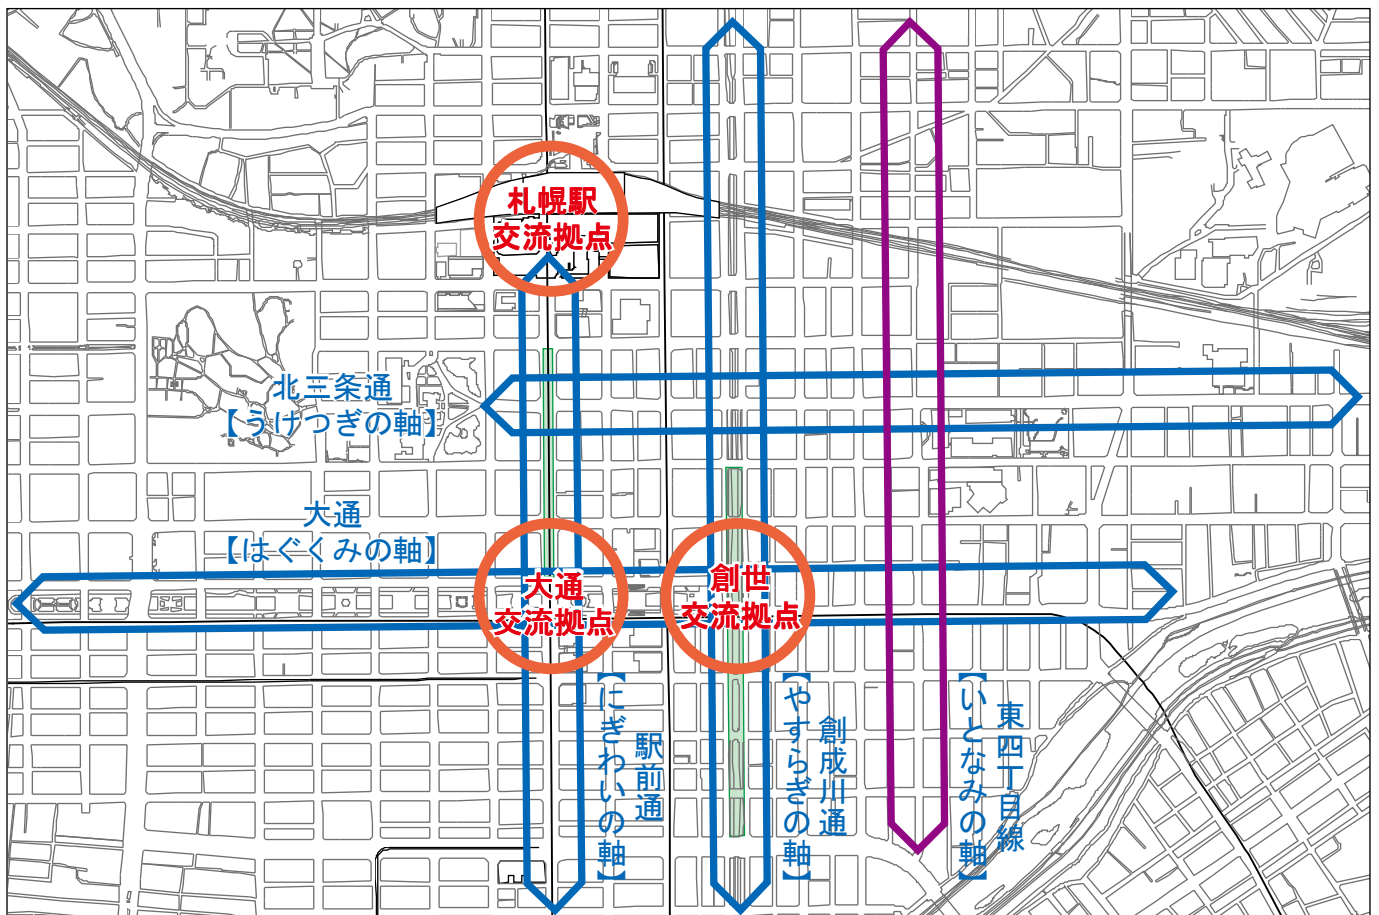 札幌駅
交流拠点
北三条通
【うけつぎの軸】
大通
【はぐくみの軸】
大通
交流拠点
創世
交流拠点
駅前通
【にぎわいの軸】
創成川通
【やすらぎの軸】
東四丁目線
【いとなみの軸】